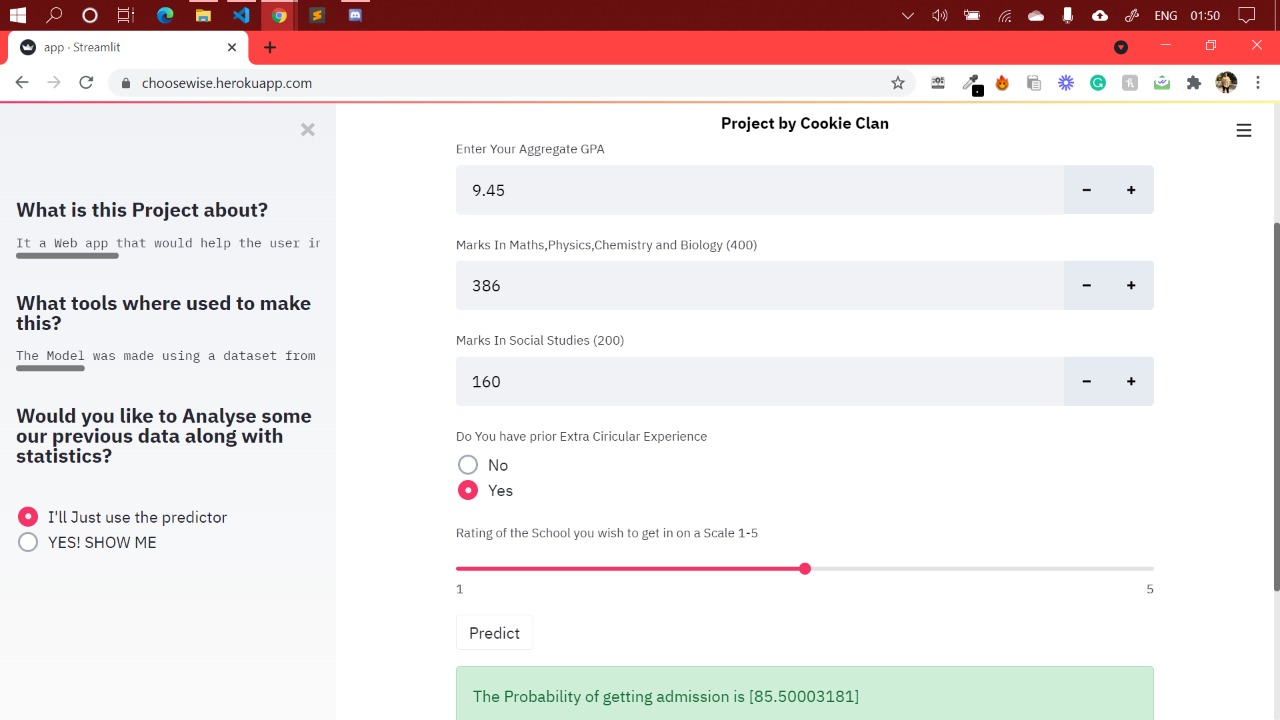 ENG 01:50
app · Streamlit
choosewise.herokuapp.com
What is this Project about?
It a Web app that would help the user in
What tools where used to make
this?
The Model was made using a dataset from
Would you like to Analyse some
our previous data along with
statistics?
I'll Just use the predictor
YES! SHOW ME
Project by Cookie Clan
Enter Your Aggregate GPA
9.45
Marks In Maths,Physics,Chemistry and Biology (400)
386
Marks In Social Studies (200)
160
Do You have prior Extra Ciricular Experience
No
Yes
Rating of the School you wish to get in on a Scale 1-5
1 5
Predict
The Probability of getting admission is [85.50003181]